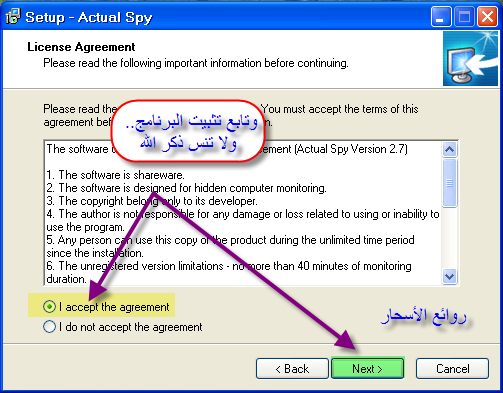 Setup - Actual Spy
License Agreement
Please read the following important information before continuing.
Please read the
You must accept the terms of this
agreement bef
وتابع تثبيت البرنامج..
ولا تنس ذكر الله
The software
ement (Actual Spy Version 2.7)
1. The software is shareware.
2. The software is designed for hidden computer monitoring.
3. The copyright belong only to its developer.
4. The author is not responsible for any damage or loss related to using or inability to
use the program.
5. Any person can use this copy of the product during the unlimited time period
since the installation.
6. The unregistered version limitations - no more than 40 minutes of monitoring
duration.
I accept the agreement
I do not accept the agreement
روائع الأسحار
< Back
Next >
Cancel